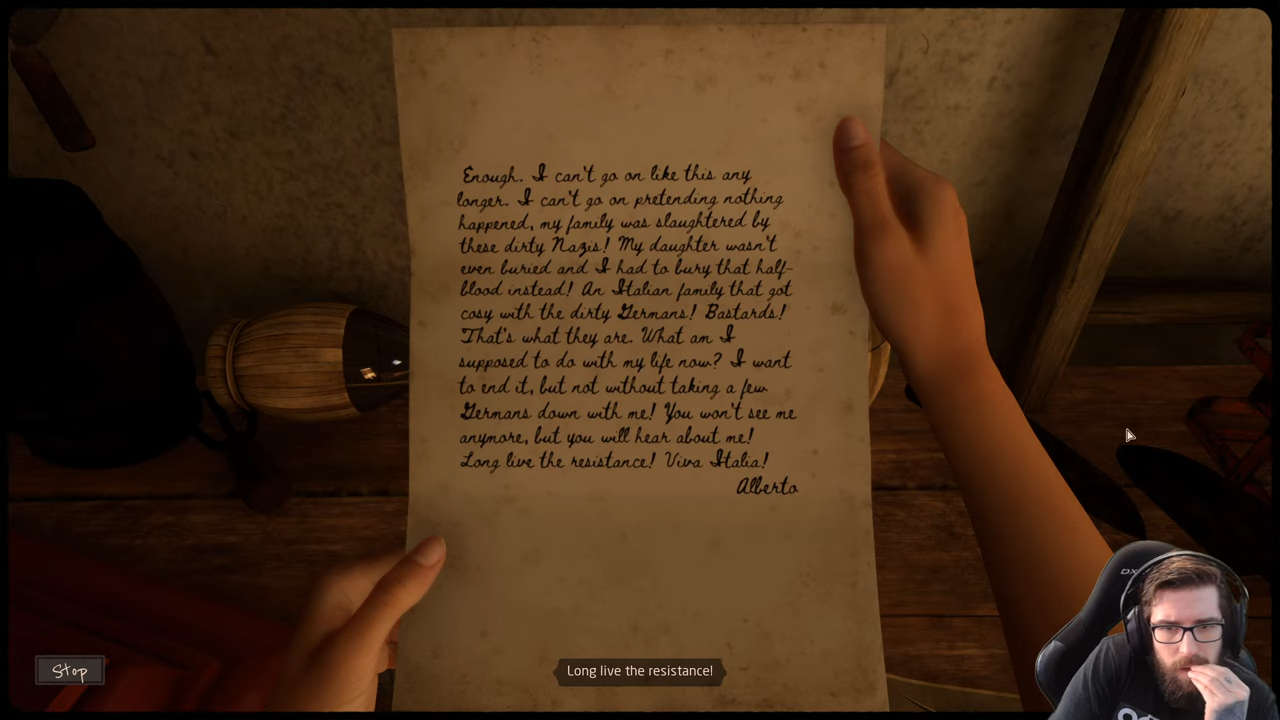 Enough. I can't go on like this any
longer. I can't go on pretending nothing
happened, my family was slaughtered by
these dirty Nazis! My daughter wasn't
even buried and I had to bury that half-
blood instead! An Italian family that got
cosy with the dirty Germans! Bastards!
That's what they are. What am I
supposed to do with my life now? I want
to end it, but not without taking a few
Germans down with me! You won't see me
anymore, but you will hear about me!
Long live the resistance! Viva Italia!
Alberto
Stop
Long live the resistance!
DX